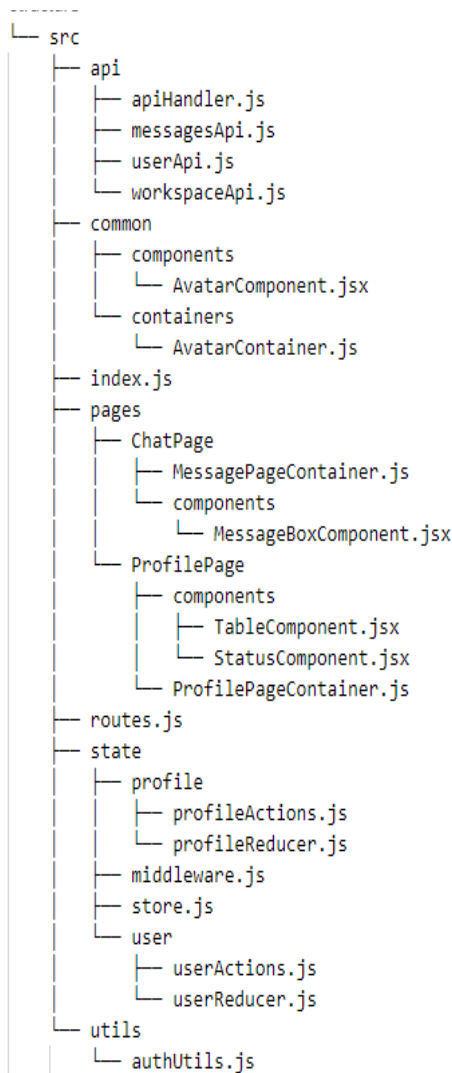 └── src
    ├── api
    │   ├── apiHandler.js
    │   ├── messagesApi.js
    │   ├── userApi.js
    │   └── workspaceApi.js
    ├── common
    │   ├── components
    │   │   └── AvatarComponent.jsx
    │   └── containers
    │       └── AvatarContainer.js
    ├── index.js
    ├── pages
    │   ├── ChatPage
    │   │   ├── MessagePageContainer.js
    │   │   └── components
    │   │       └── MessageBoxComponent.jsx
    │   └── ProfilePage
    │       ├── components
    │       │   ├── TableComponent.jsx
    │       │   └── StatusComponent.jsx
    │       └── ProfilePageContainer.js
    ├── routes.js
    ├── state
    │   ├── profile
    │   │   ├── profileActions.js
    │   │   └── profileReducer.js
    │   ├── middleware.js
    │   ├── store.js
    │   └── user
    │       ├── userActions.js
    │       └── userReducer.js
    └── utils
        └── authUtils.js